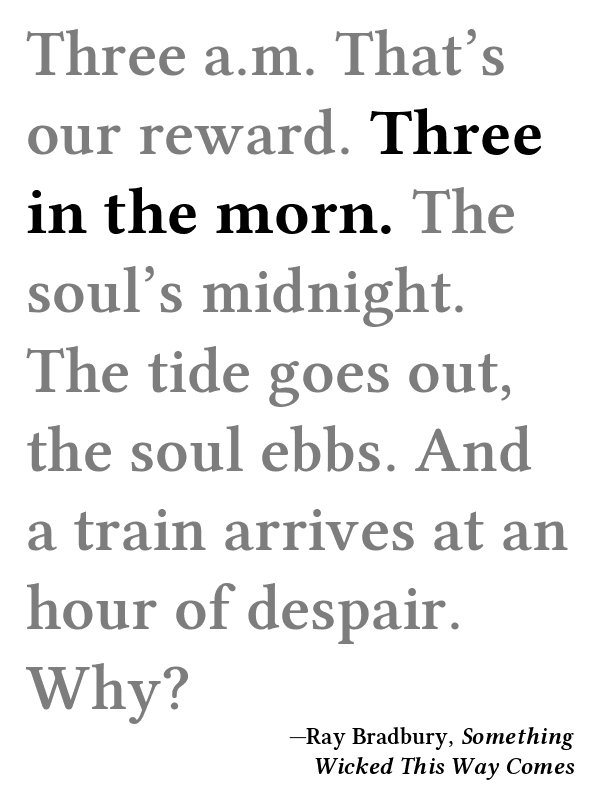 Three a.m. That’s
our reward. Three
in the morn. The
soul’s midnight.
The tide goes out,
the soul ebbs. And
a train arrives at an
hour of despair.
Why?
—Ray Bradbury, Something
Wicked This Way Comes